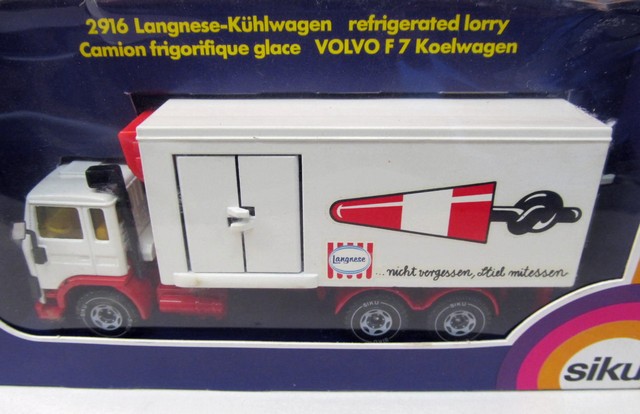 2916 Langnese-Kühlwagen refrigerated lorry
Camion frigorifique glace VOLVO F 7 Koelwagen
Langnese
...nicht vergessen, Stiel mitessen
siku